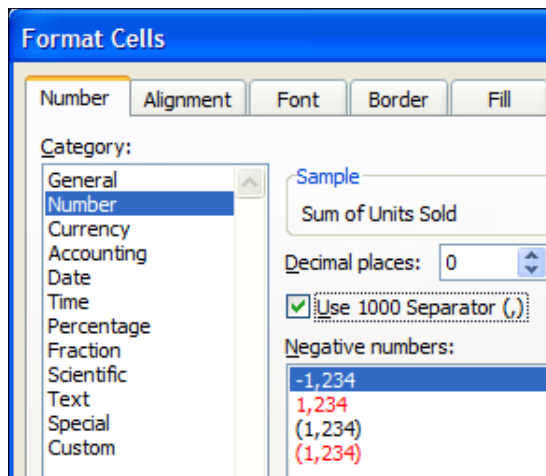 Format Cells
Number Alignment Font Border Fill
Category:
General
Number
Currency
Accounting
Date
Time
Percentage
Fraction
Scientific
Text
Special
Custom
Sample
Sum of Units Sold
Decimal places: 0
Use 1000 Separator (,)
Negative numbers:
-1,234
1,234
(1,234)
(1,234)